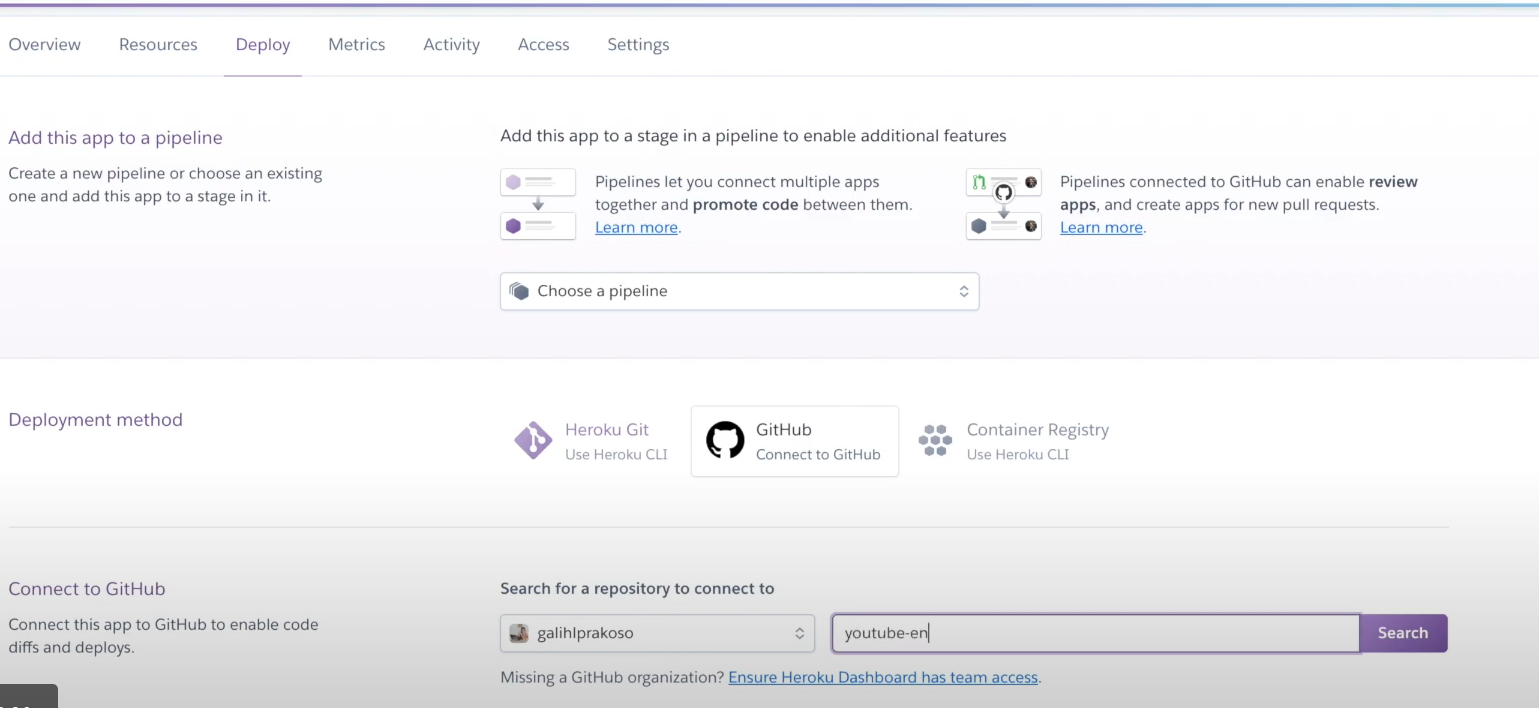 Overview Resources Deploy Metrics Activity Access Settings
Add this app to a pipeline
Create a new pipeline or choose an existing
one and add this app to a stage in it.
Add this app to a stage in a pipeline to enable additional features
Pipelines let you connect multiple apps
together and promote code between them.
Learn more.
Pipelines connected to GitHub can enable review
apps, and create apps for new pull requests.
Learn more.
Choose a pipeline
Deployment method
Heroku Git
Use Heroku CLI
GitHub
Connect to GitHub
Container Registry
Use Heroku CLI
Connect to GitHub
Connect this app to GitHub to enable code
diffs and deploys.
Search for a repository to connect to
galihlprakoso
youtube-en
Search
Missing a GitHub organization? Ensure Heroku Dashboard has team access.